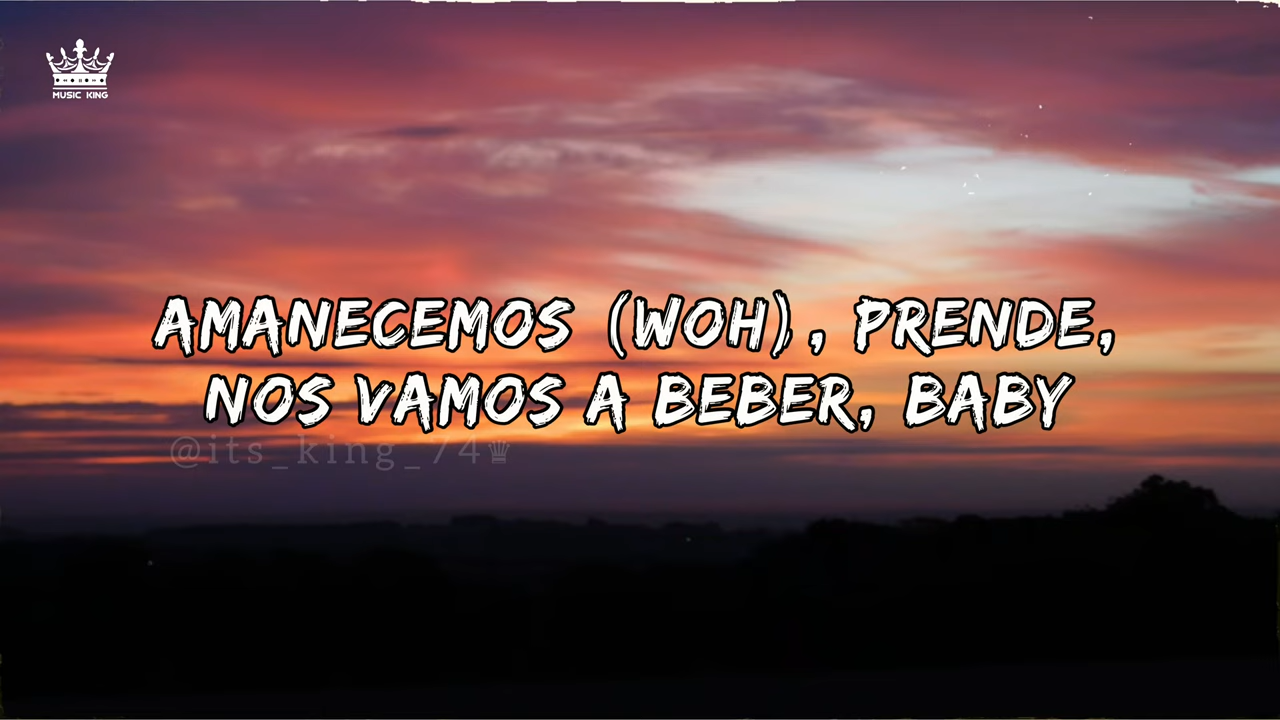 MUSIC KING
AMANECEMOS (WOH), PRENDE,
NOS VAMOS A BEBER, BABY
@its_king_74♛